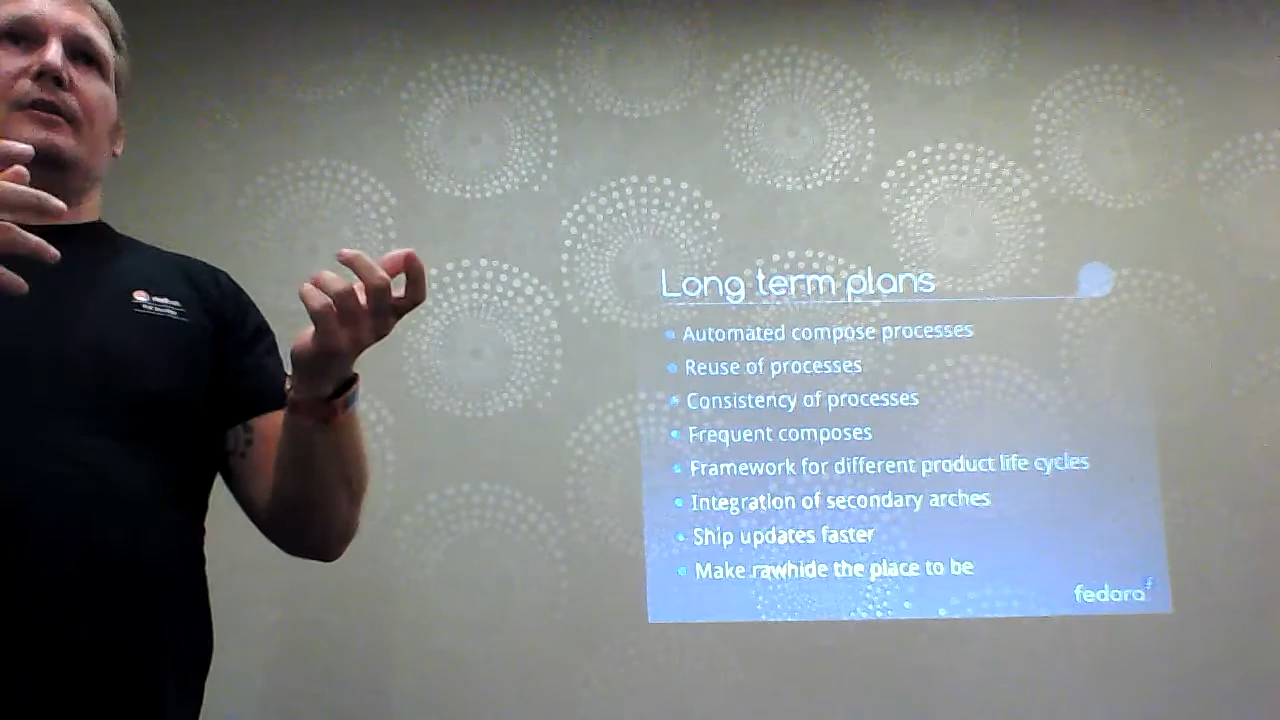 Long term plans
Automated compose processes
Reuse of processes
Consistency of processes
Frequent composes
Framework for different product life cycles
Integration of secondary arches
Ship updates faster
Make rawhide the place to be
fedora